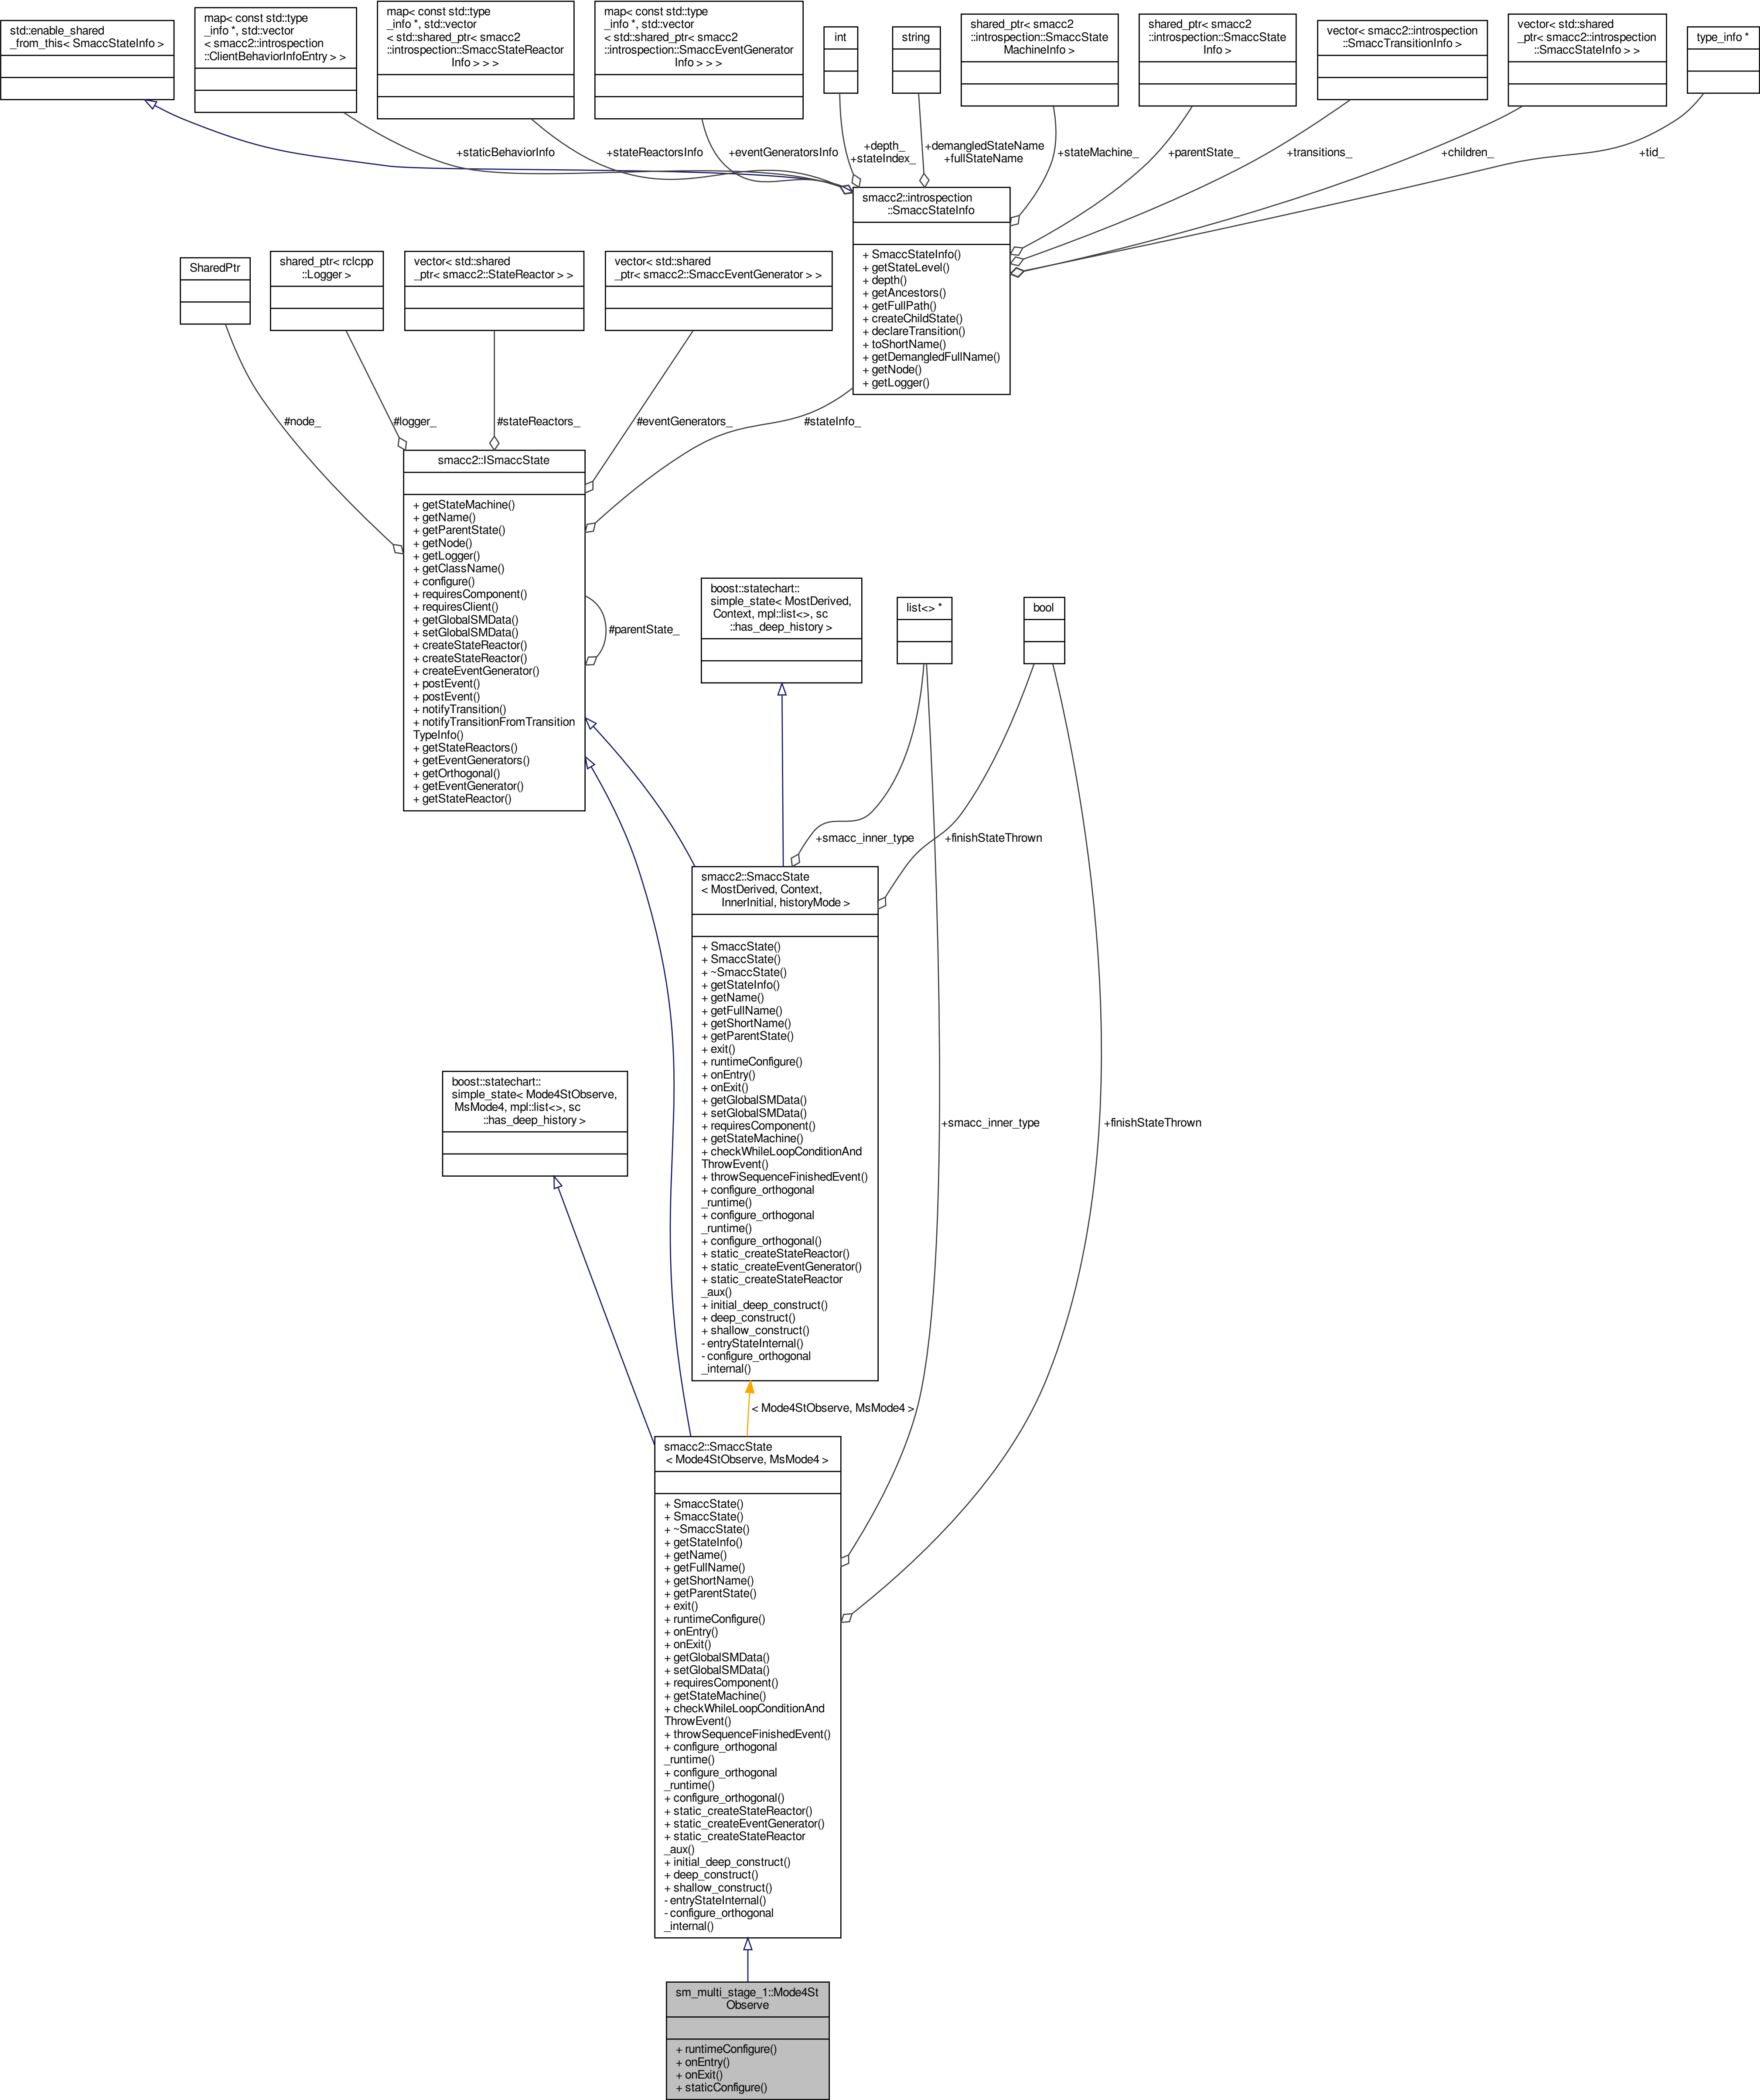 std::enable_shared
_from_this< SmaccStateInfo >
map< const std::type
_info *, std::vector
< smacc2::introspection
::ClientBehaviorInfoEntry > >
map< const std::type
_info *, std::vector
< std::shared_ptr< smacc2
::introspection::SmaccStateReactor
Info > > >
map< const std::type
_info *, std::vector
< std::shared_ptr< smacc2
::introspection::SmaccEventGenerator
Info > > >
int
string
shared_ptr< smacc2
::introspection::SmaccState
MachineInfo >
shared_ptr< smacc2
::introspection::SmaccState
Info >
vector< smacc2::introspection
::SmaccTransitionInfo >
vector< std::shared
_ptr< smacc2::introspection
::SmaccStateInfo > >
type_info *
+staticBehaviorInfo
+stateReactorsInfo
+eventGeneratorsInfo
+depth_
+stateIndex_
+demangledStateName
+fullStateName
+stateMachine_
+parentState_
+transitions_
+children_
+tid_
smacc2::introspection
::SmaccStateInfo
+ SmaccStateInfo()
+ getStateLevel()
+ depth()
+ getAncestors()
+ getFullPath()
+ createChildState()
+ declareTransition()
+ toShortName()
+ getDemangledFullName()
+ getNode()
+ getLogger()
SharedPtr
shared_ptr< rclcpp
::Logger >
vector< std::shared
_ptr< smacc2::StateReactor > >
vector< std::shared
_ptr< smacc2::SmaccEventGenerator > >
#node_
#logger_
#stateReactors_
#eventGenerators_
#stateInfo_
smacc2::ISmaccState
+ getStateMachine()
+ getName()
+ getParentState()
+ getNode()
+ getLogger()
+ getClassName()
+ configure()
+ requiresComponent()
+ requiresClient()
+ getGlobalSMData()
+ setGlobalSMData()
+ createStateReactor()
+ createStateReactor()
+ createEventGenerator()
+ postEvent()
+ postEvent()
+ notifyTransition()
+ notifyTransitionFromTransition
TypeInfo()
+ getStateReactors()
+ getEventGenerators()
+ getOrthogonal()
+ getEventGenerator()
+ getStateReactor()
#parentState_
boost::statechart::
simple_state< MostDerived,
Context, mpl::list<>, sc
::has_deep_history >
list<> *
bool
+smacc_inner_type
+finishStateThrown
smacc2::SmaccState
< MostDerived, Context,
InnerInitial, historyMode >
+ SmaccState()
+ SmaccState()
+ ~SmaccState()
+ getStateInfo()
+ getName()
+ getFullName()
+ getShortName()
+ getParentState()
+ exit()
+ runtimeConfigure()
+ onEntry()
+ onExit()
+ getGlobalSMData()
+ setGlobalSMData()
+ requiresComponent()
+ getStateMachine()
+ checkWhileLoopConditionAnd
ThrowEvent()
+ throwSequenceFinishedEvent()
+ configure_orthogonal
_runtime()
+ configure_orthogonal
_runtime()
+ configure_orthogonal()
+ static_createStateReactor()
+ static_createEventGenerator()
+ static_createStateReactor
_aux()
+ initial_deep_construct()
+ deep_construct()
+ shallow_construct()
- entryStateInternal()
- configure_orthogonal
_internal()
boost::statechart::
simple_state< Mode4StObserve,
MsMode4, mpl::list<>, sc
::has_deep_history >
+smacc_inner_type
+finishStateThrown
< Mode4StObserve, MsMode4 >
smacc2::SmaccState
< Mode4StObserve, MsMode4 >
+ SmaccState()
+ SmaccState()
+ ~SmaccState()
+ getStateInfo()
+ getName()
+ getFullName()
+ getShortName()
+ getParentState()
+ exit()
+ runtimeConfigure()
+ onEntry()
+ onExit()
+ getGlobalSMData()
+ setGlobalSMData()
+ requiresComponent()
+ getStateMachine()
+ checkWhileLoopConditionAnd
ThrowEvent()
+ throwSequenceFinishedEvent()
+ configure_orthogonal
_runtime()
+ configure_orthogonal
_runtime()
+ configure_orthogonal()
+ static_createStateReactor()
+ static_createEventGenerator()
+ static_createStateReactor
_aux()
+ initial_deep_construct()
+ deep_construct()
+ shallow_construct()
- entryStateInternal()
- configure_orthogonal
_internal()
sm_multi_stage_1::Mode4St
Observe
+ runtimeConfigure()
+ onEntry()
+ onExit()
+ staticConfigure()